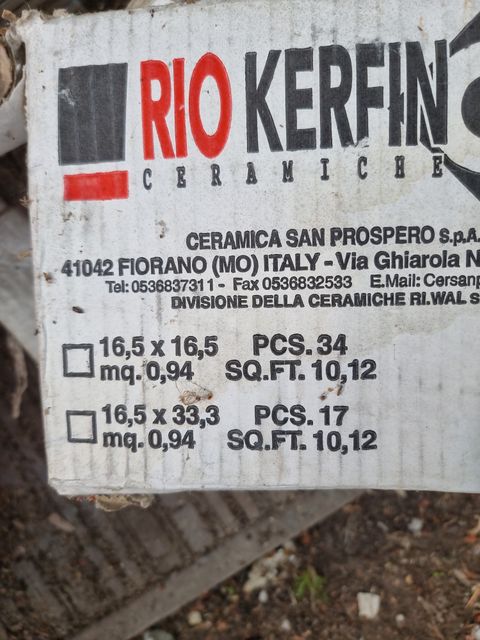 RIO KERFIN
CERAMICHE
CERAMICA SAN PROSPERO S.p.A.
41042 FIORANO (MO) ITALY - Via Ghiarola N
Tel: 0536837311 - Fax 0536832533 E.Mail: Cersanp
DIVISIONE DELLA CERAMICHE RI.WAL S
16,5 x 16,5 PCS. 34
mq. 0,94 SQ.FT. 10,12
16,5 x 33,3 PCS. 17
mq. 0,94 SQ.FT. 10,12